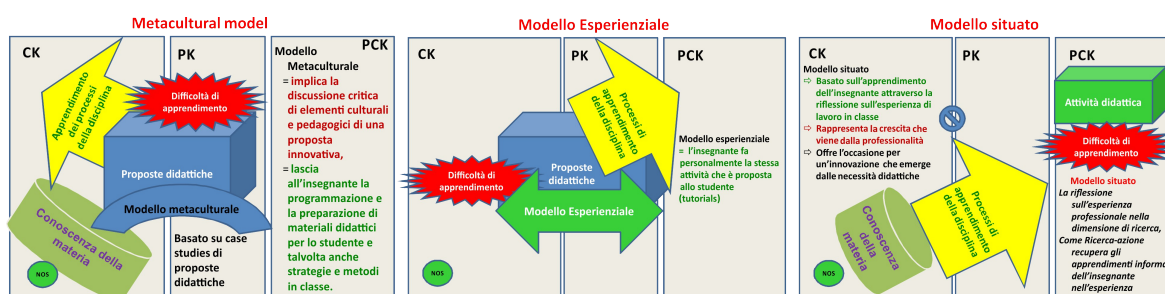 Metacultural model
CK
PK
PCK
Modello
Metaculturale
= implica la
discussione critica
di elementi culturali
e pedagogici di una
proposta
innovativa,
= lascia
all'insegnante la
programmazione e
la preparazione di
materiali didattici
per lo studente e
talvolta anche
strategie e metodi
in classe.
Apprendimento
dei processi
della disciplina
Difficoltà di
apprendimento
Proposte didattiche
Modello metaculturale
Conoscenza della
materia
Basato su case
studies di
proposte
didattiche
NOS
Modello Esperienziale
CK
PK
PCK
Processi di
apprendimento
della disciplina
Difficoltà di
apprendimento
Proposte
didattiche
Modello Esperienziale
Modello esperienziale
= l'insegnante fa
personalmente la stessa
attività che è proposta
allo studente
(tutorials)
Modello situato
CK
PK
PCK
Modello situato
⇨ Basato sull'apprendimento
dell'insegnante attraverso la
riflessione sull'esperienza di
lavoro in classe
⇨ Rappresenta la crescita che
viene dalla professionalità
⇨ Offre l'occasione per
un'innovazione che emerge
dalle necessità didattiche
Conoscenza
della
materia
Processi di
apprendimento
della disciplina
NOS
Attività didattica
Difficoltà di
apprendimento
Modello situato
La riflessione
sull'esperienza
professionale nella
dimensione di ricerca,
Come Ricerca-azione
recupera gli
apprendimenti informa
dell'insegnante
nell'esperienza